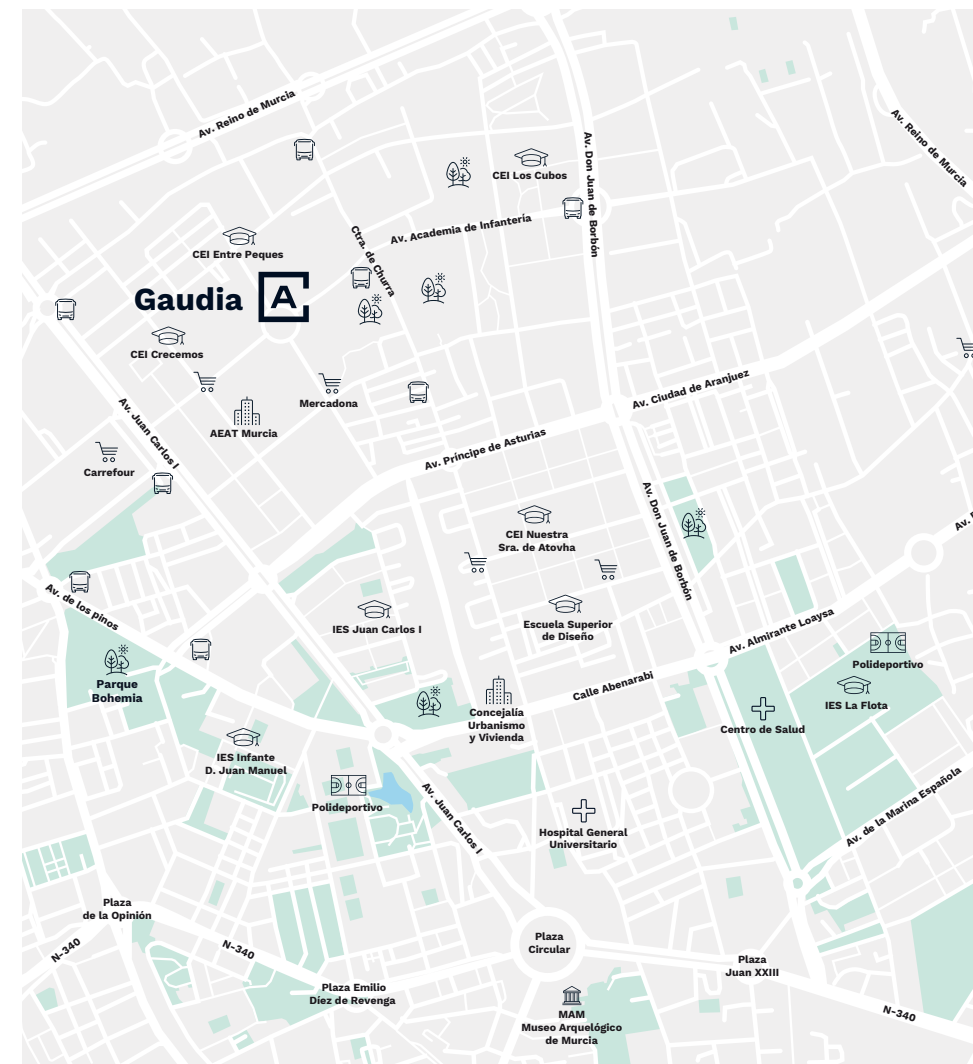 Av. Reino de Murcia
Av. Reino de Murcia
Av. Don Juan de Borbón
CEI Los Cubos
Av. Academia de Infantería
Ctra. de Churra
CEI Entre Peques
Gaudia A
CEI Crecemos
Mercadona
Av. Ciudad de Aranjuez
AEAT Murcia
Av. Juan Carlos I
Av. Príncipe de Asturias
Carrefour
Av. Don Juan de Borbón
CEI Nuestra
Sra. de Atovha
Av.
Av. de los pinos
IES Juan Carlos I
Escuela Superior
de Diseño
Av. Almirante Loaysa
Polideportivo
Parque
Bohemia
Calle Abenarabi
IES La Flota
Concejalía
Urbanismo
y Vivienda
Centro de Salud
IES Infante
D. Juan Manuel
Polideportivo
Av. Juan Carlos I
Hospital General
Universitario
Av. de la Marina Española
Plaza
de la Opinión
N-340
N-340
Plaza
Circular
Plaza
Juan XXIII
Plaza Emilio
Díez de Revenga
N-340
MAM
Museo Arquelógico
de Murcia